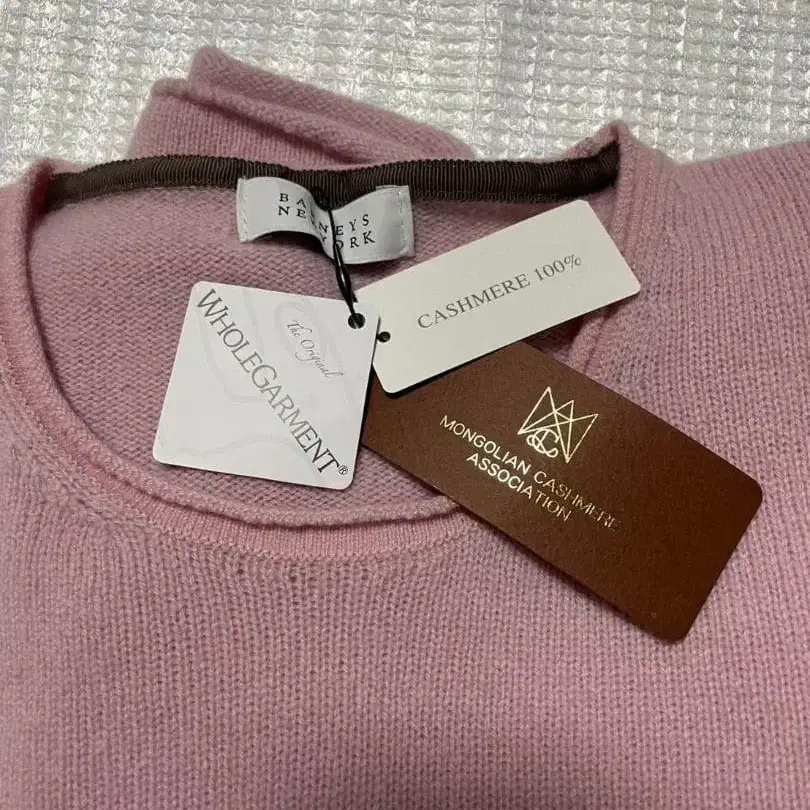 BARNEYS
NEW YORK
CASHMERE 100%
The Original
WHOLEGARMENT®
MONGOLIAN CASHMERE
ASSOCIATION